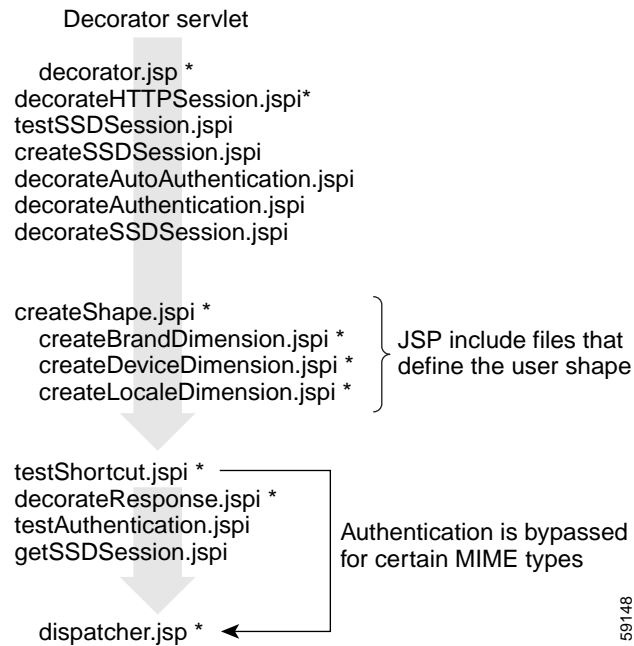 Decorator servlet
decorator.jsp *
decorateHTTPSession.jspi*
testSSDSession.jspi
createSSDSession.jspi
decorateAutoAuthentication.jspi
decorateAuthentication.jspi
decorateSSDSession.jspi
createShape.jspi *
createBrandDimension.jspi *
createDeviceDimension.jspi *
createLocaleDimension.jspi *
JSP include files that
define the user shape
testShortcut.jspi *
decorateResponse.jspi *
testAuthentication.jspi
getSSDSession.jspi
Authentication is bypassed
for certain MIME types
dispatcher.jsp *
59148